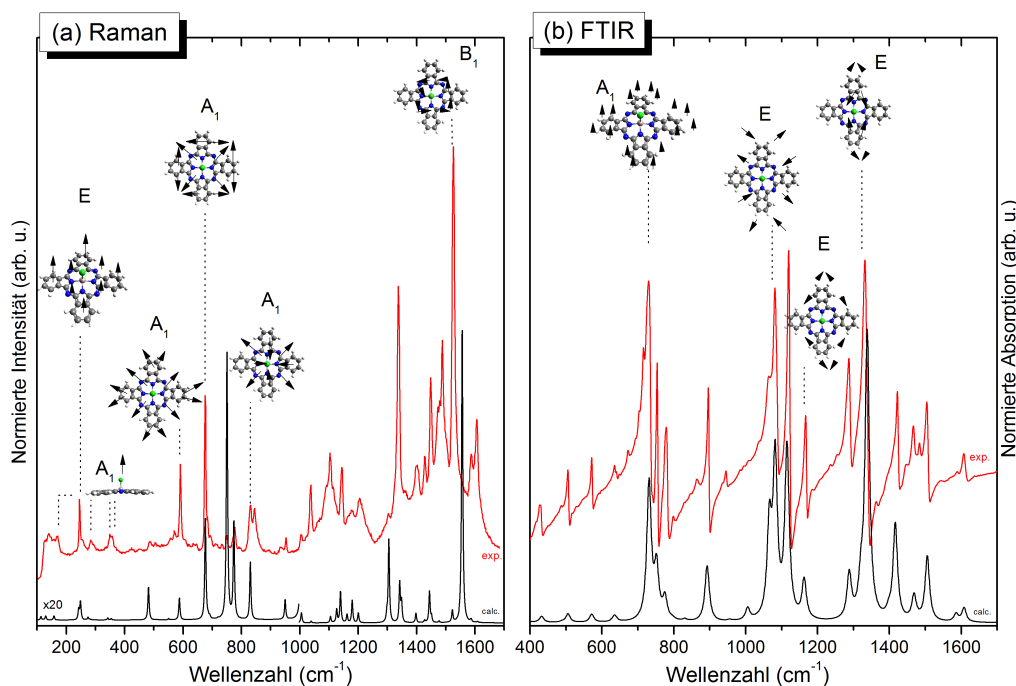 (a) Raman
(b) FTIR
B₁
A₁
E
A₁
A₁
A₁
E
A₁
E
E
exp.
exp.
x20
calc.
calc.
Normierte Intensität (arb. u.)
Normierte Absorption (arb. u.)
200 400 600 800 1000 1200 1400 1600
400 600 800 1000 1200 1400 1600
Wellenzahl (cm⁻¹)
Wellenzahl (cm⁻¹)